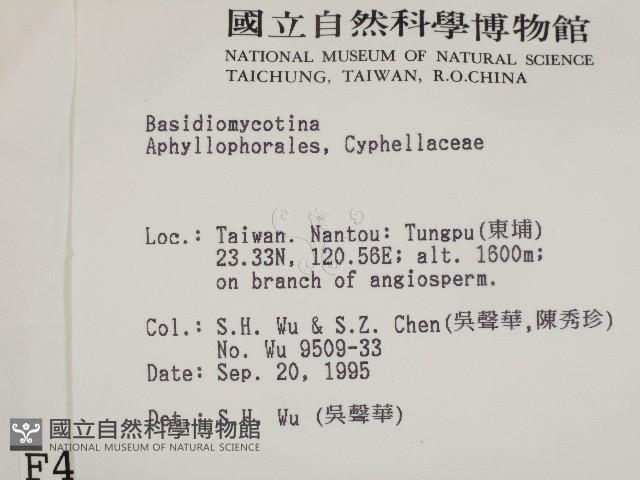 國立自然科學博物館
NATIONAL MUSEUM OF NATURAL SCIENCE
TAICHUNG, TAIWAN, R.O.CHINA
Basidiomycotina
Aphyllophorales, Cyphellaceae
Loc.: Taiwan. Nantou: Tungpu(東埔)
23.33N, 120.56E; alt. 1600m;
on branch of angiosperm.
Col.: S.H. Wu & S.Z. Chen(吳聲華,陳秀珍)
No. Wu 9509-33
Date: Sep. 20, 1995
Det.: S.H. Wu (吳聲華)
國立自然科學博物館
NATIONAL MUSEUM OF NATURAL SCIENCE
F4